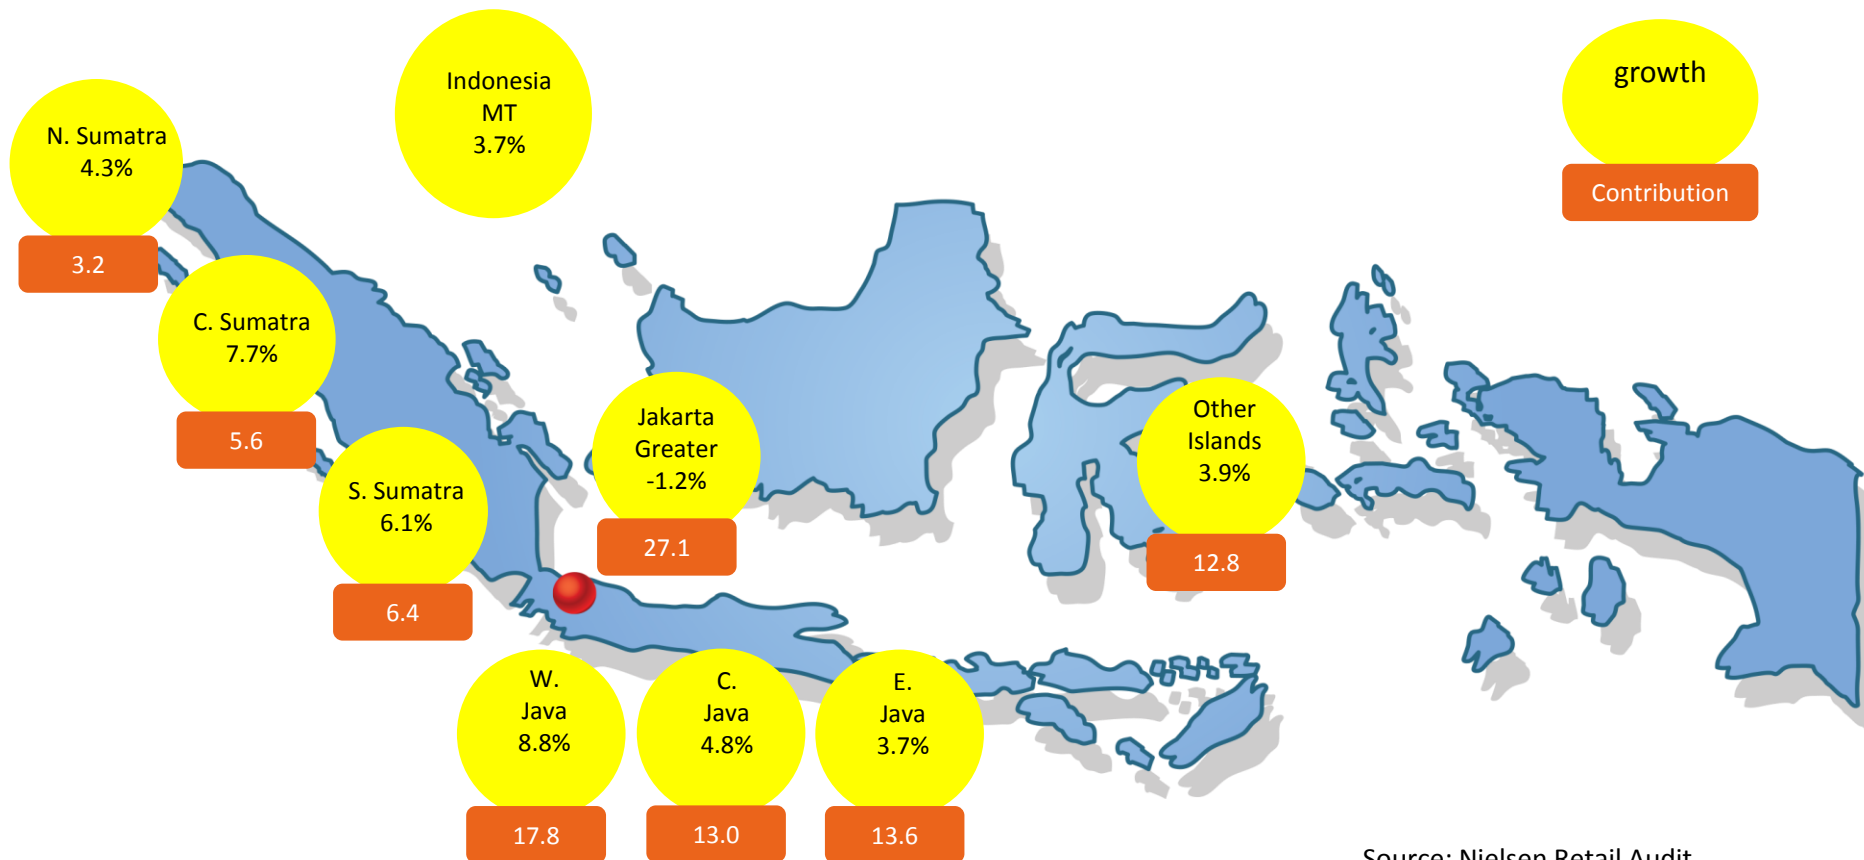 Indonesia
MT
3.7%
growth
Contribution
N. Sumatra
4.3%
3.2
C. Sumatra
7.7%
5.6
S. Sumatra
6.1%
6.4
Jakarta
Greater
-1.2%
27.1
Other
Islands
3.9%
12.8
W.
Java
8.8%
17.8
C.
Java
4.8%
13.0
E.
Java
3.7%
13.6
Source: Nielsen Retail Audit